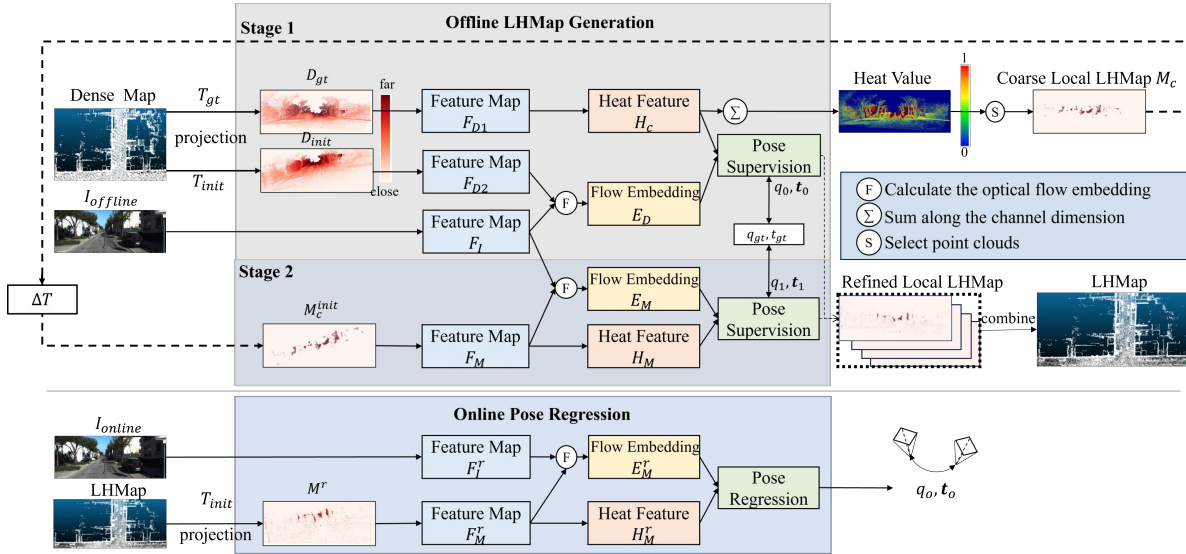 Offline LHMap Generation
Stage 1
Dense Map
T_gt
projection
T_init
D_gt
D_init
far
close
Feature Map
F_D1
Heat Feature
H_c
Σ
Heat Value
1
0
S
Coarse Local LHMap M_c
Feature Map
F_D2
F
Flow Embedding
E_D
Pose
Supervision
q_0, t_0
I_offline
Feature Map
F_I
q_gt, t_gt
F Calculate the optical flow embedding
Σ Sum along the channel dimension
S Select point clouds
Stage 2
ΔT
M_c^init
Feature Map
F_M
F
Flow Embedding
E_M
Heat Feature
H_M
q_1, t_1
Pose
Supervision
Refined Local LHMap
combine
LHMap
Online Pose Regression
I_online
LHMap
T_init
projection
M^r
Feature Map
F_I^r
Feature Map
F_M^r
F
Flow Embedding
E_M^r
Heat Feature
H_M^r
Pose
Regression
q_o, t_o